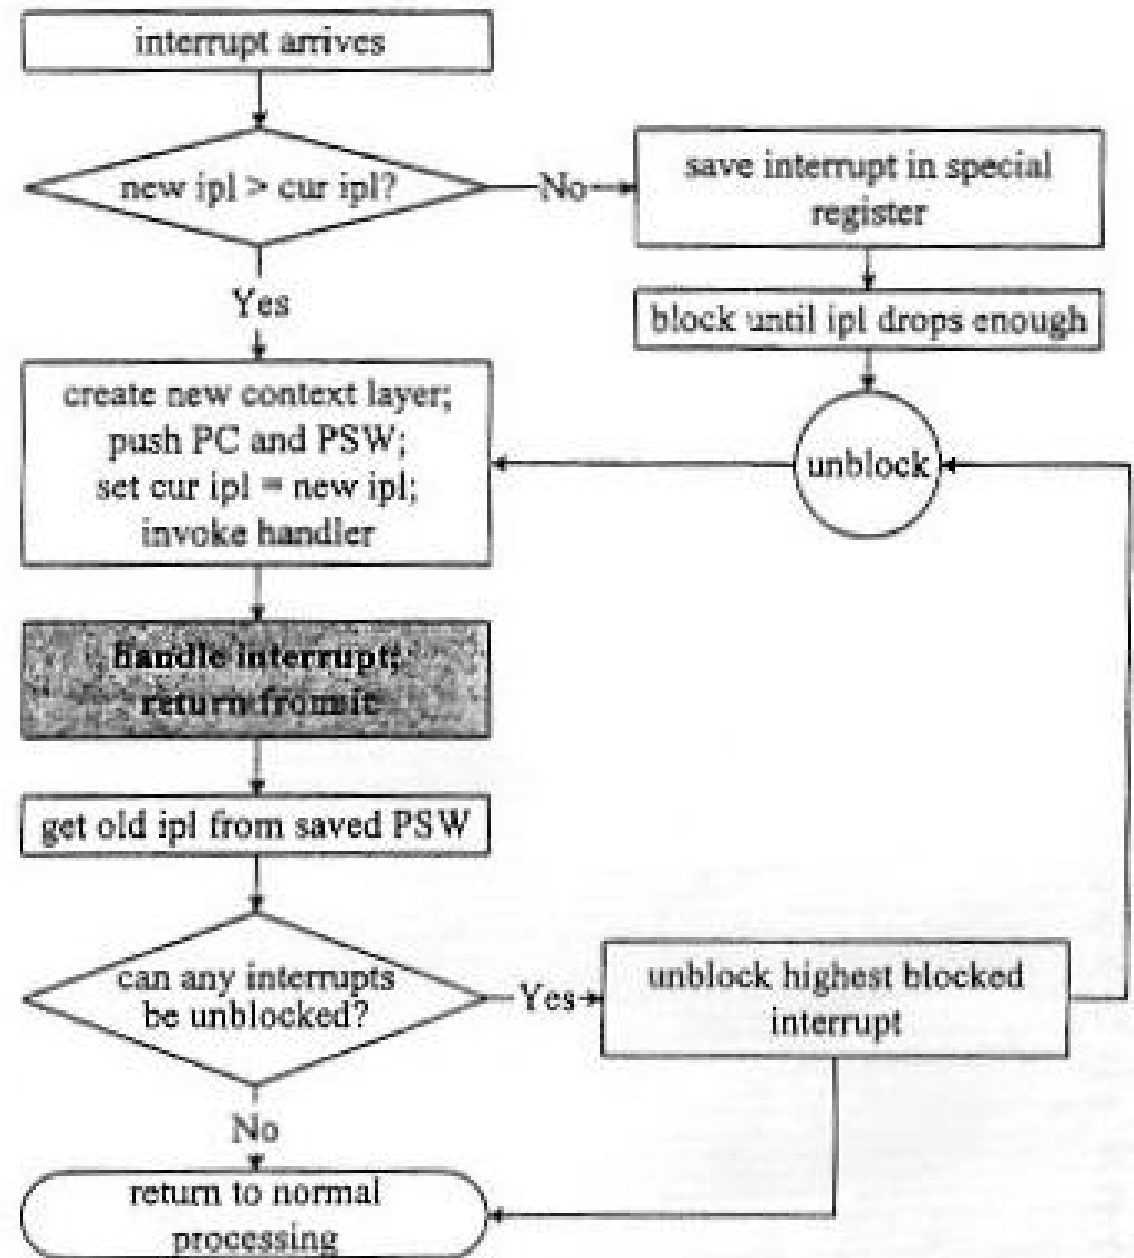 interrupt arrives
new ipl > cur ipl?
No
save interrupt in special
register
Yes
block until ipl drops enough
create new context layer;
push PC and PSW;
set cur ipl = new ipl;
invoke handler
unblock
handle interrupt;
return from it
get old ipl from saved PSW
can any interrupts
be unblocked?
Yes
unblock highest blocked
interrupt
No
return to normal
processing